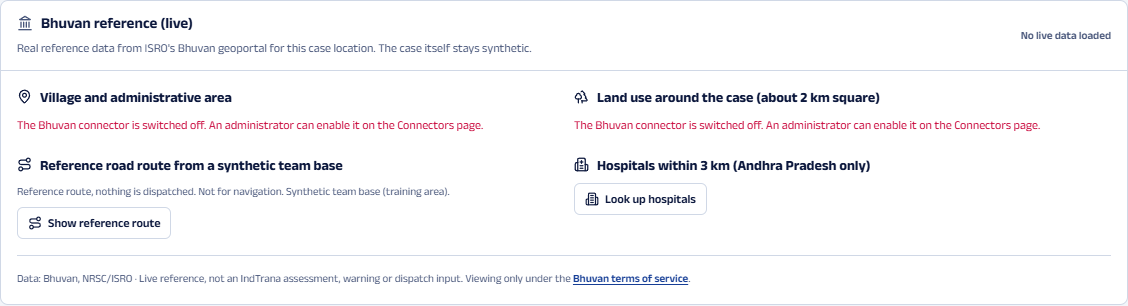 Bhuvan reference (live)
Real reference data from ISRO's Bhuvan geoportal for this case location. The case itself stays synthetic.
No live data loaded
Village and administrative area
The Bhuvan connector is switched off. An administrator can enable it on the Connectors page.
Land use around the case (about 2 km square)
The Bhuvan connector is switched off. An administrator can enable it on the Connectors page.
Reference road route from a synthetic team base
Reference route, nothing is dispatched. Not for navigation. Synthetic team base (training area).
Show reference route
Hospitals within 3 km (Andhra Pradesh only)
Look up hospitals
Data: Bhuvan, NRSC/ISRO · Live reference, not an IndTrana assessment, warning or dispatch input. Viewing only under the Bhuvan terms of service.